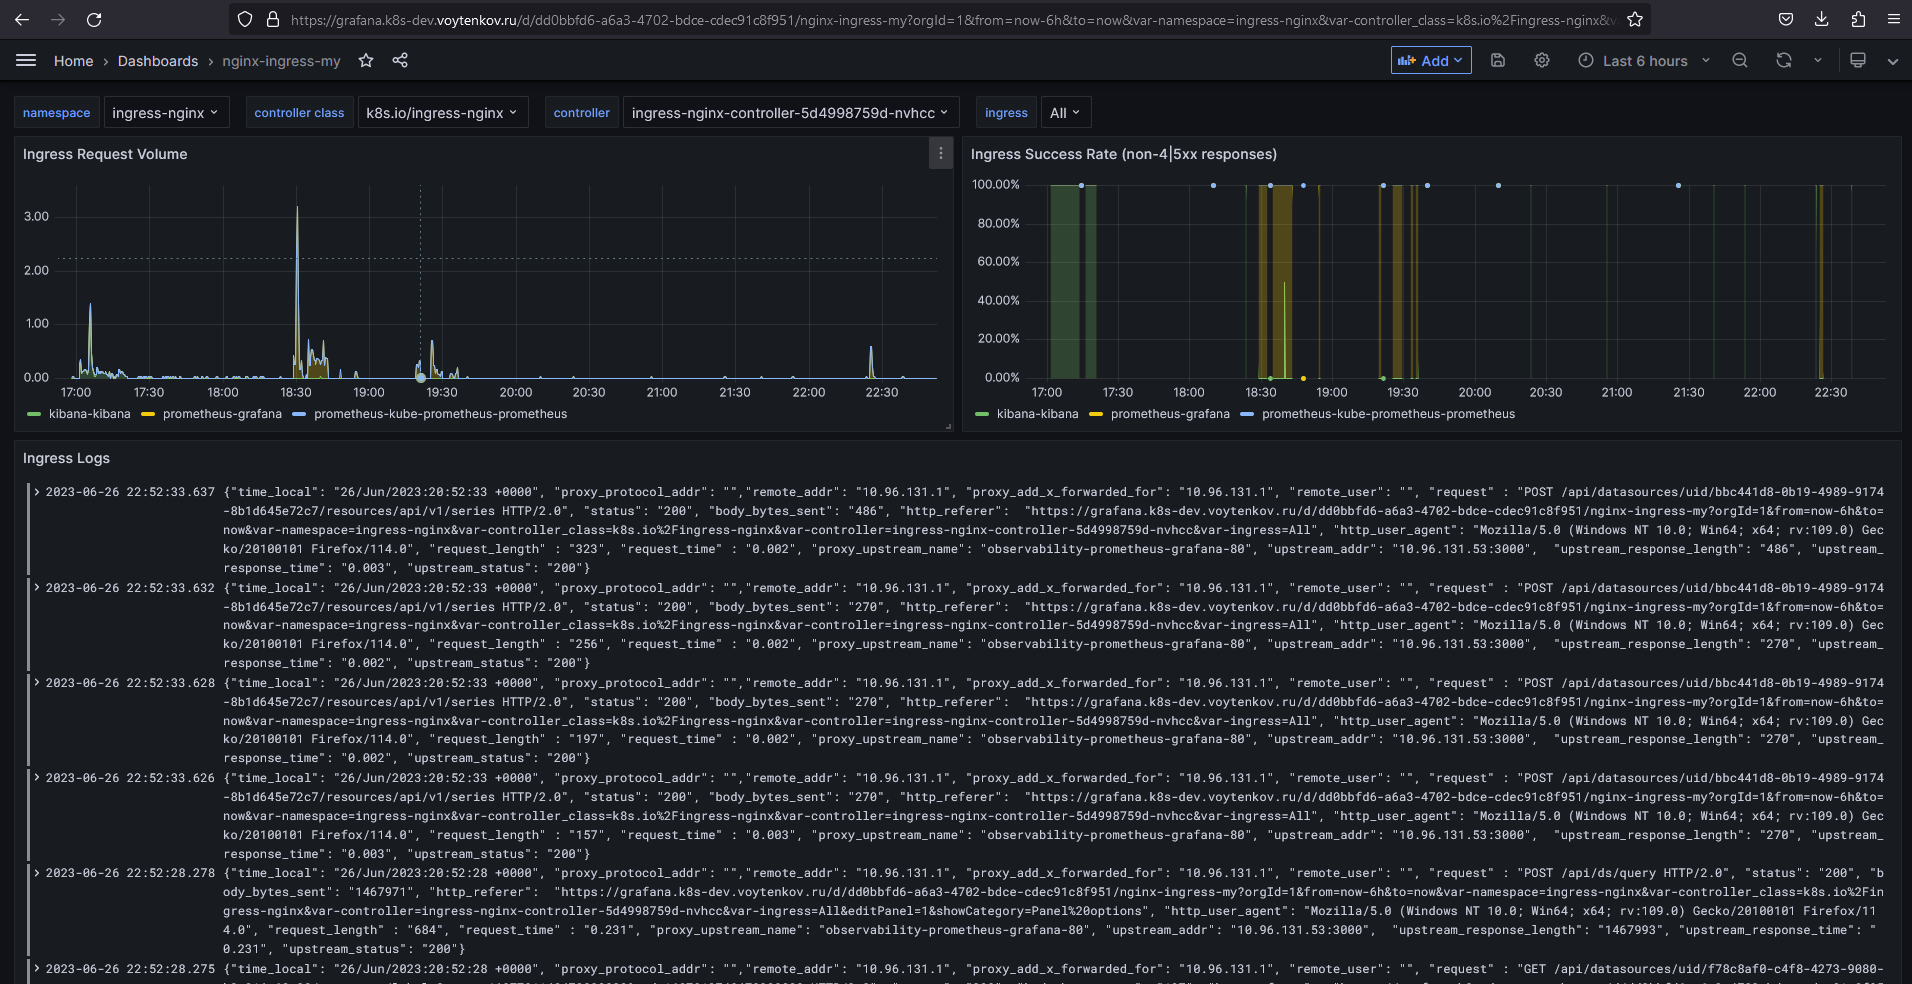 https://grafana.k8s-dev.voytenkov.ru/d/dd0bbfd6-a6a3-4702-bdce-cdec91c8f951/nginx-ingress-my?orgId=1&from=now-6h&to=now&var-namespace=ingress-nginx&var-controller_class=k8s.io%2Fingress-nginx&v
Home › Dashboards › nginx-ingress-my Add Last 6 hours
namespace ingress-nginx controller class k8s.io/ingress-nginx controller ingress-nginx-controller-5d4998759d-nvhcc ingress All
Ingress Request Volume
3.00
2.00
1.00
0.00
17:00 17:30 18:00 18:30 19:00 19:30 20:00 20:30 21:00 21:30 22:00 22:30
kibana-kibana prometheus-grafana prometheus-kube-prometheus-prometheus
Ingress Success Rate (non-4|5xx responses)
100.00%
80.00%
60.00%
40.00%
20.00%
0.00%
17:00 17:30 18:00 18:30 19:00 19:30 20:00 20:30 21:00 21:30 22:00 22:30
kibana-kibana prometheus-grafana prometheus-kube-prometheus-prometheus
Ingress Logs
2023-06-26 22:52:33.637 {"time_local": "26/Jun/2023:20:52:33 +0000", "proxy_protocol_addr": "","remote_addr": "10.96.131.1", "proxy_add_x_forwarded_for": "10.96.131.1", "remote_user": "", "request" : "POST /api/datasources/uid/bbc441d8-0b19-4989-9174
-8b1d645e72c7/resources/api/v1/series HTTP/2.0", "status": "200", "body_bytes_sent": "486", "http_referer":  "https://grafana.k8s-dev.voytenkov.ru/d/dd0bbfd6-a6a3-4702-bdce-cdec91c8f951/nginx-ingress-my?orgId=1&from=now-6h&to=
now&var-namespace=ingress-nginx&var-controller_class=k8s.io%2Fingress-nginx&var-controller=ingress-nginx-controller-5d4998759d-nvhcc&var-ingress=All", "http_user_agent": "Mozilla/5.0 (Windows NT 10.0; Win64; x64; rv:109.0) Gec
ko/20100101 Firefox/114.0", "request_length" : "323", "request_time" : "0.002", "proxy_upstream_name": "observability-prometheus-grafana-80", "upstream_addr": "10.96.131.53:3000",  "upstream_response_length": "486", "upstream_
response_time": "0.003", "upstream_status": "200"}
2023-06-26 22:52:33.632 {"time_local": "26/Jun/2023:20:52:33 +0000", "proxy_protocol_addr": "","remote_addr": "10.96.131.1", "proxy_add_x_forwarded_for": "10.96.131.1", "remote_user": "", "request" : "POST /api/datasources/uid/bbc441d8-0b19-4989-9174
-8b1d645e72c7/resources/api/v1/series HTTP/2.0", "status": "200", "body_bytes_sent": "270", "http_referer":  "https://grafana.k8s-dev.voytenkov.ru/d/dd0bbfd6-a6a3-4702-bdce-cdec91c8f951/nginx-ingress-my?orgId=1&from=now-6h&to=
now&var-namespace=ingress-nginx&var-controller_class=k8s.io%2Fingress-nginx&var-controller=ingress-nginx-controller-5d4998759d-nvhcc&var-ingress=All", "http_user_agent": "Mozilla/5.0 (Windows NT 10.0; Win64; x64; rv:109.0) Gec
ko/20100101 Firefox/114.0", "request_length" : "256", "request_time" : "0.002", "proxy_upstream_name": "observability-prometheus-grafana-80", "upstream_addr": "10.96.131.53:3000",  "upstream_response_length": "270", "upstream_
response_time": "0.002", "upstream_status": "200"}
2023-06-26 22:52:33.628 {"time_local": "26/Jun/2023:20:52:33 +0000", "proxy_protocol_addr": "","remote_addr": "10.96.131.1", "proxy_add_x_forwarded_for": "10.96.131.1", "remote_user": "", "request" : "POST /api/datasources/uid/bbc441d8-0b19-4989-9174
-8b1d645e72c7/resources/api/v1/series HTTP/2.0", "status": "200", "body_bytes_sent": "270", "http_referer":  "https://grafana.k8s-dev.voytenkov.ru/d/dd0bbfd6-a6a3-4702-bdce-cdec91c8f951/nginx-ingress-my?orgId=1&from=now-6h&to=
now&var-namespace=ingress-nginx&var-controller_class=k8s.io%2Fingress-nginx&var-controller=ingress-nginx-controller-5d4998759d-nvhcc&var-ingress=All", "http_user_agent": "Mozilla/5.0 (Windows NT 10.0; Win64; x64; rv:109.0) Gec
ko/20100101 Firefox/114.0", "request_length" : "197", "request_time" : "0.002", "proxy_upstream_name": "observability-prometheus-grafana-80", "upstream_addr": "10.96.131.53:3000",  "upstream_response_length": "270", "upstream_
response_time": "0.002", "upstream_status": "200"}
2023-06-26 22:52:33.626 {"time_local": "26/Jun/2023:20:52:33 +0000", "proxy_protocol_addr": "","remote_addr": "10.96.131.1", "proxy_add_x_forwarded_for": "10.96.131.1", "remote_user": "", "request" : "POST /api/datasources/uid/bbc441d8-0b19-4989-9174
-8b1d645e72c7/resources/api/v1/series HTTP/2.0", "status": "200", "body_bytes_sent": "270", "http_referer":  "https://grafana.k8s-dev.voytenkov.ru/d/dd0bbfd6-a6a3-4702-bdce-cdec91c8f951/nginx-ingress-my?orgId=1&from=now-6h&to=
now&var-namespace=ingress-nginx&var-controller_class=k8s.io%2Fingress-nginx&var-controller=ingress-nginx-controller-5d4998759d-nvhcc&var-ingress=All", "http_user_agent": "Mozilla/5.0 (Windows NT 10.0; Win64; x64; rv:109.0) Gec
ko/20100101 Firefox/114.0", "request_length" : "157", "request_time" : "0.003", "proxy_upstream_name": "observability-prometheus-grafana-80", "upstream_addr": "10.96.131.53:3000",  "upstream_response_length": "270", "upstream_
response_time": "0.003", "upstream_status": "200"}
2023-06-26 22:52:28.278 {"time_local": "26/Jun/2023:20:52:28 +0000", "proxy_protocol_addr": "","remote_addr": "10.96.131.1", "proxy_add_x_forwarded_for": "10.96.131.1", "remote_user": "", "request" : "POST /api/ds/query HTTP/2.0", "status": "200", "b
ody_bytes_sent": "1467971", "http_referer":  "https://grafana.k8s-dev.voytenkov.ru/d/dd0bbfd6-a6a3-4702-bdce-cdec91c8f951/nginx-ingress-my?orgId=1&from=now-6h&to=now&var-namespace=ingress-nginx&var-controller_class=k8s.io%2Fin
gress-nginx&var-controller=ingress-nginx-controller-5d4998759d-nvhcc&var-ingress=All&editPanel=1&showCategory=Panel%20options", "http_user_agent": "Mozilla/5.0 (Windows NT 10.0; Win64; x64; rv:109.0) Gecko/20100101 Firefox/11
4.0", "request_length" : "684", "request_time" : "0.231", "proxy_upstream_name": "observability-prometheus-grafana-80", "upstream_addr": "10.96.131.53:3000",  "upstream_response_length": "1467993", "upstream_response_time": "
0.231", "upstream_status": "200"}
2023-06-26 22:52:28.275 {"time_local": "26/Jun/2023:20:52:28 +0000", "proxy_protocol_addr": "","remote_addr": "10.96.131.1", "proxy_add_x_forwarded_for": "10.96.131.1", "remote_user": "", "request" : "GET /api/datasources/uid/f78c8af0-c4f8-4273-9080-